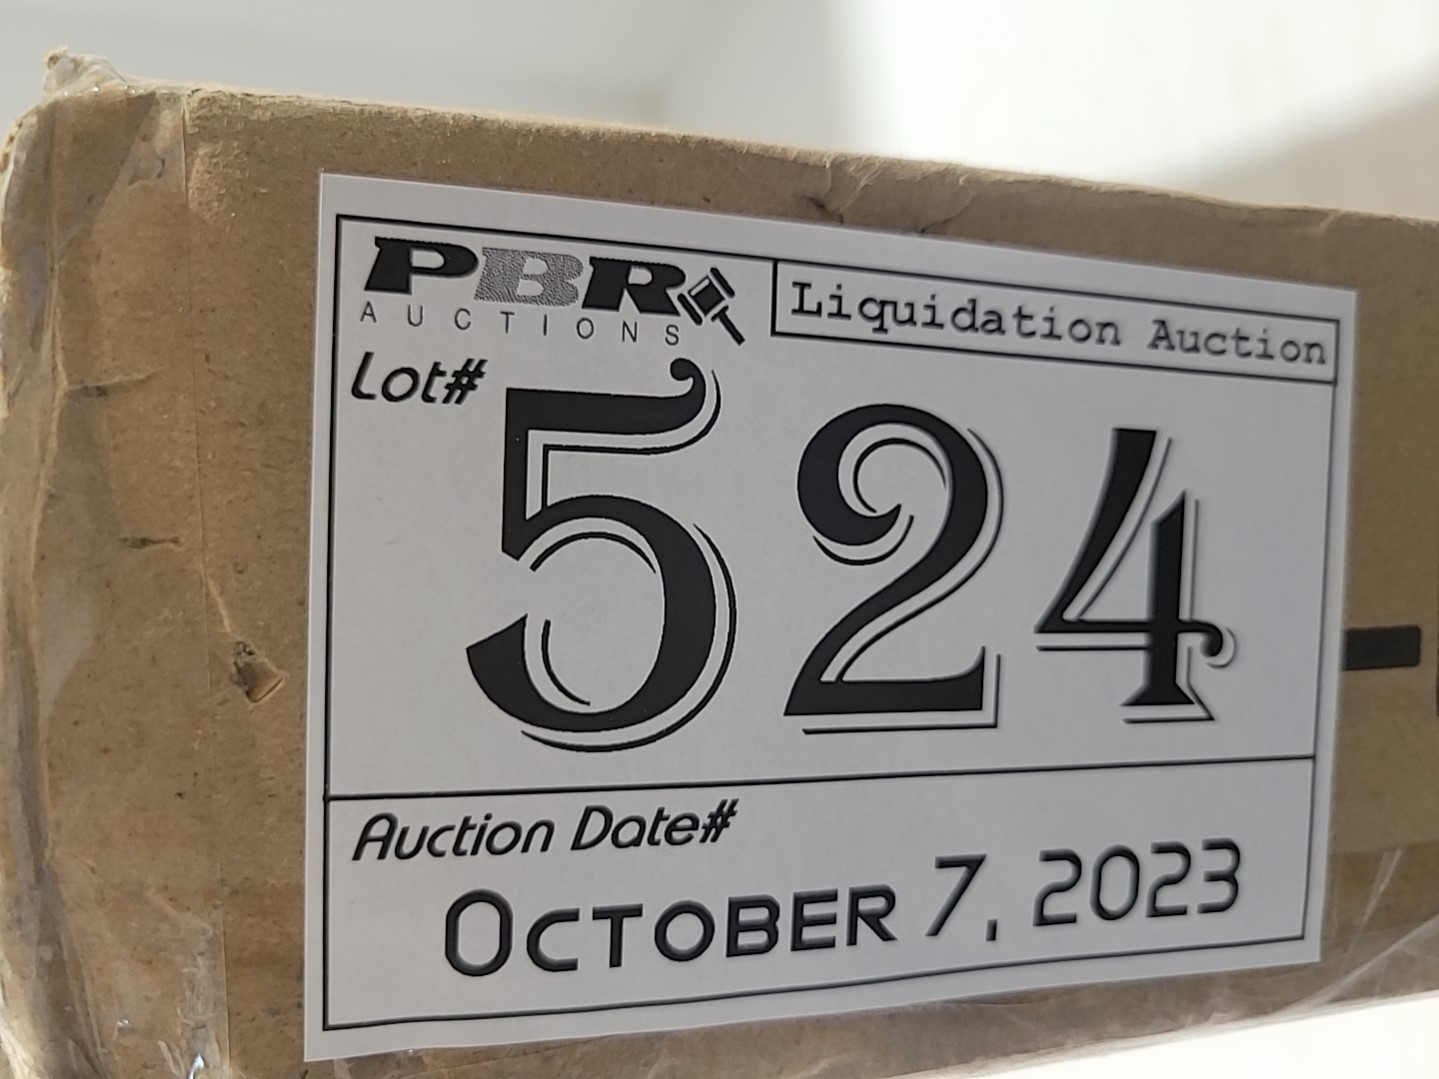 PBR
AUCTIONS
Liquidation Auction
Lot#
524
Auction Date#
OCTOBER 7, 2023